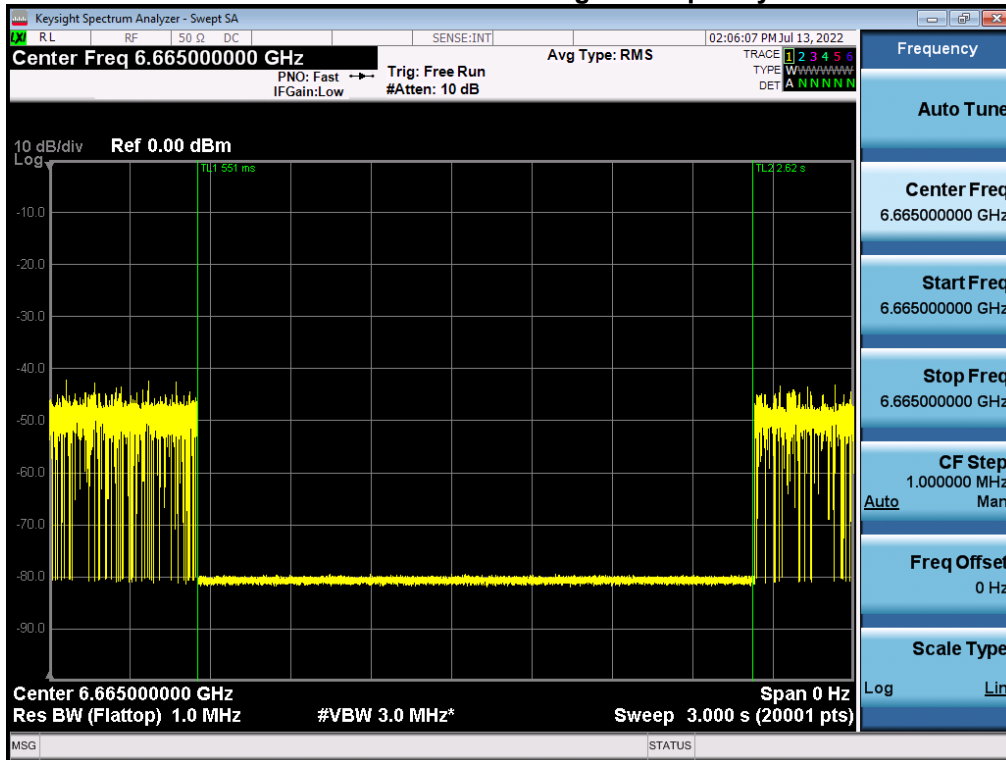 Keysight Spectrum Analyzer - Swept SA
LXI RL RF 50 Ω DC SENSE:INT 02:06:07 PM Jul 13, 2022
Center Freq 6.665000000 GHz
PNO: Fast
IFGain:Low
Trig: Free Run
#Atten: 10 dB
Avg Type: RMS
TRACE 1 2 3 4 5 6
TYPE WWWWWW
DET A N N N N N
10 dB/div Ref 0.00 dBm
Log
TL1 551 ms
TL2 2.62 s
-10.0
-20.0
-30.0
-40.0
-50.0
-60.0
-70.0
-80.0
-90.0
Center 6.665000000 GHz Span 0 Hz
Res BW (Flattop) 1.0 MHz #VBW 3.0 MHz* Sweep 3.000 s (20001 pts)
MSG STATUS
Frequency
Auto Tune
Center Freq
6.665000000 GHz
Start Freq
6.665000000 GHz
Stop Freq
6.665000000 GHz
CF Step
1.000000 MHz
Auto Man
Freq Offset
0 Hz
Scale Type
Log Lin